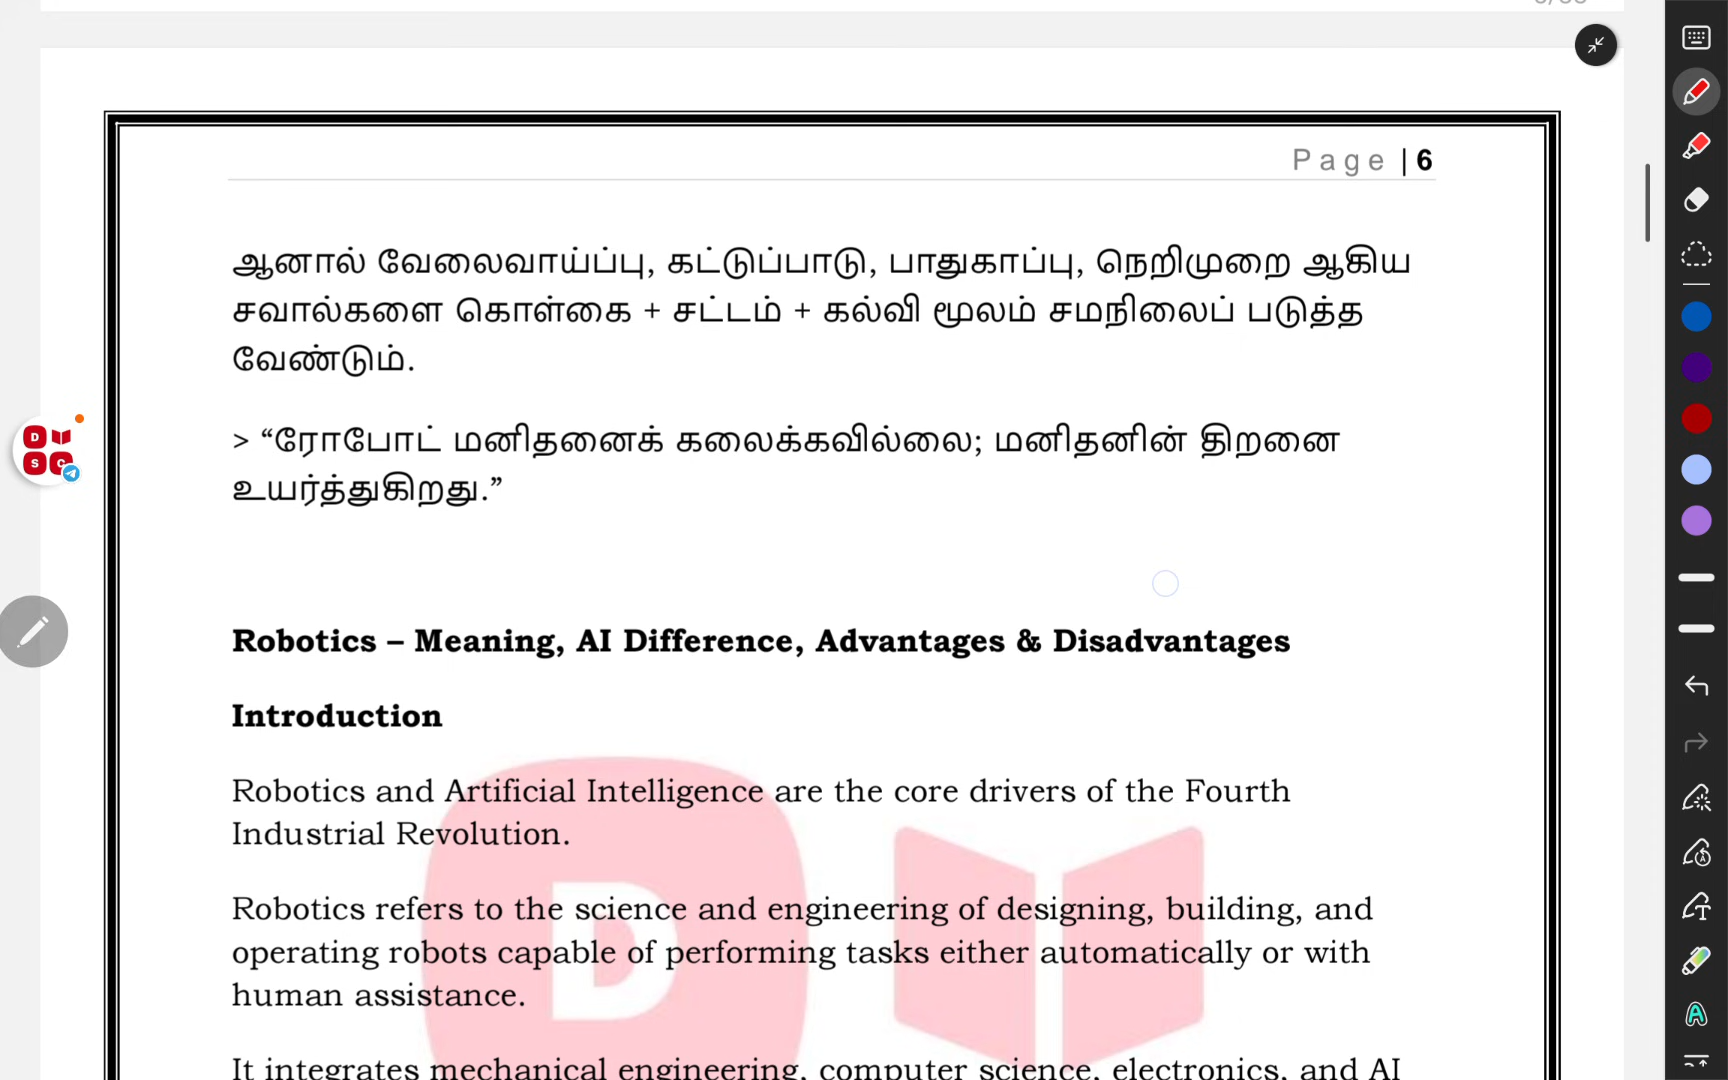 Page | 6
ஆனால் வேலைவாய்ப்பு, கட்டுப்பாடு, பாதுகாப்பு, நெறிமுறை ஆகிய
சவால்களை கொள்கை + சட்டம் + கல்வி மூலம் சமநிலைப் படுத்த
வேண்டும்.
> “ரோபோட் மனிதனைக் கலைக்கவில்லை; மனிதனின் திறனை
உயர்த்துகிறது.”
Robotics – Meaning, AI Difference, Advantages & Disadvantages
Introduction
Robotics and Artificial Intelligence are the core drivers of the Fourth
Industrial Revolution.
Robotics refers to the science and engineering of designing, building, and
operating robots capable of performing tasks either automatically or with
human assistance.
It integrates mechanical engineering, computer science, electronics, and AI
D
D
S